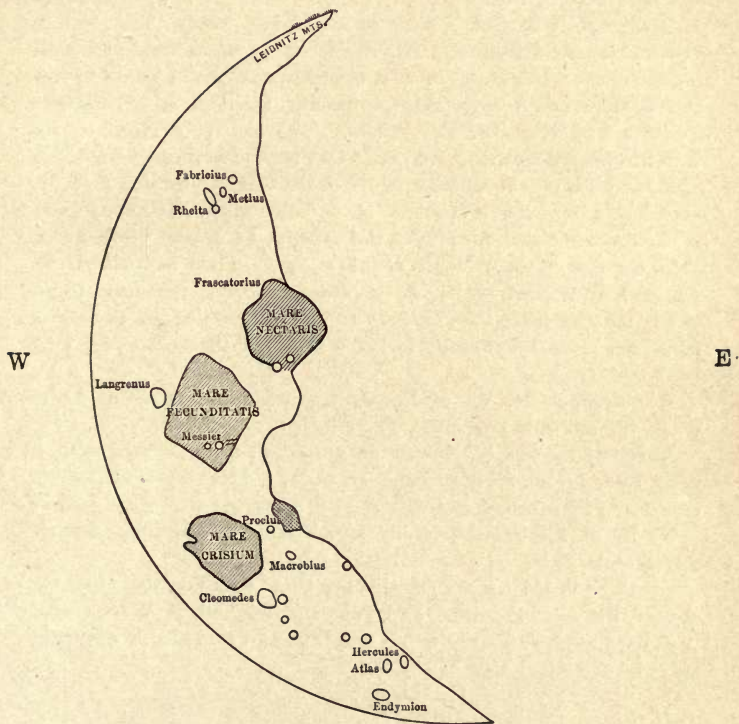 LEIBNITZ MTS.
Fabricius
Metius
Rheita
Frascatorius
MARE
NECTARIS
W
E
Langrenus
MARE
FECUNDITATIS
Messier
Proclus
MARE
CRISIUM
Macrobius
Cleomedes
Hercules
Atlas
Endymion